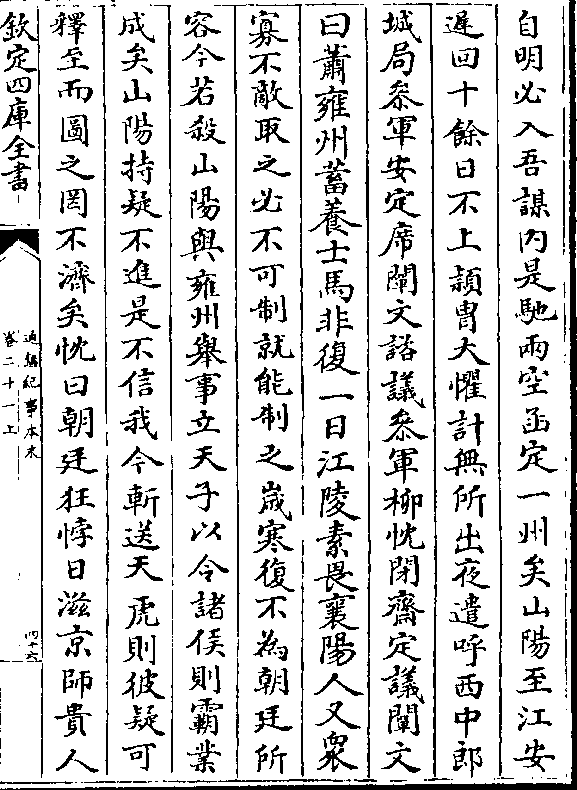 自明必入吾謀内是馳兩空函定一州矣山陽至江安
遲回十餘日不上穎胄大懼計無所出夜遣呼西中郎
城局叅軍安定席闡文諮議叅軍柳忱閉齋定議闡文
曰蕭雍州蓄養士馬非復一日江陵素畏襄陽人又衆
寡不敵取之必不可制就能制之嵗寒復不為朝廷所
容今若殺山陽與雍州舉事立天子以令諸侯則霸業
成矣山陽持疑不進是不信我今斬送天虎則彼疑可
釋至而圖之罔不濟矣忱曰朝廷狂悖日滋京師貴人
欽定四庫全書
通鑑紀事本末
卷二十一上
四十六